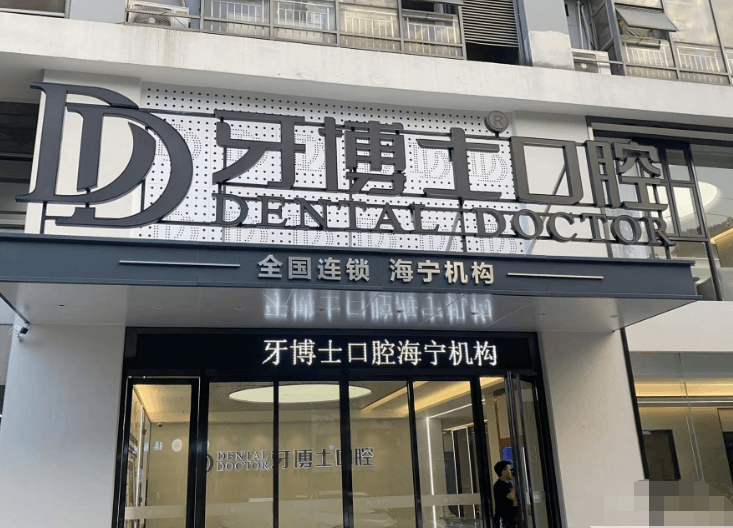 DD 牙博士口腔®
DENTAL DOCTOR
全国连锁 海宁机构
牙博士口腔海宁机构
DENTAL
DOCTOR 牙博士口腔